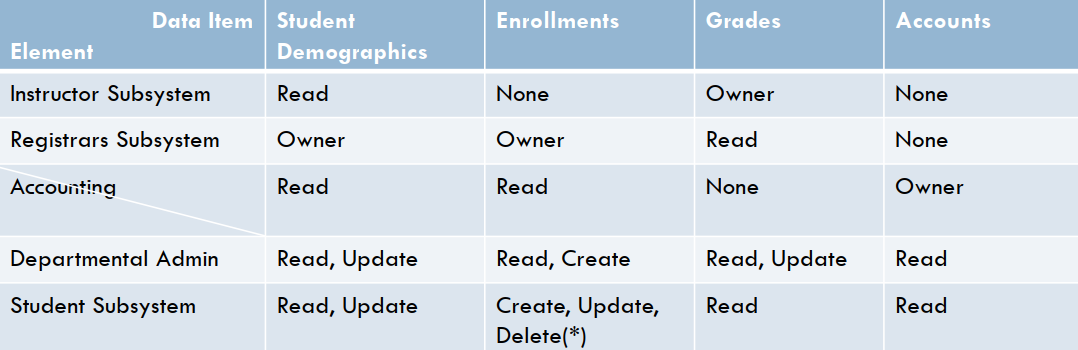 Data Item Student Enrollments Grades Accounts
Element Demographics
Instructor Subsystem Read None Owner None
Registrars Subsystem Owner Owner Read None
Accounting Read Read None Owner
Departmental Admin Read, Update Read, Create Read, Update Read
Student Subsystem Read, Update Create, Update, Read Read
Delete(*)